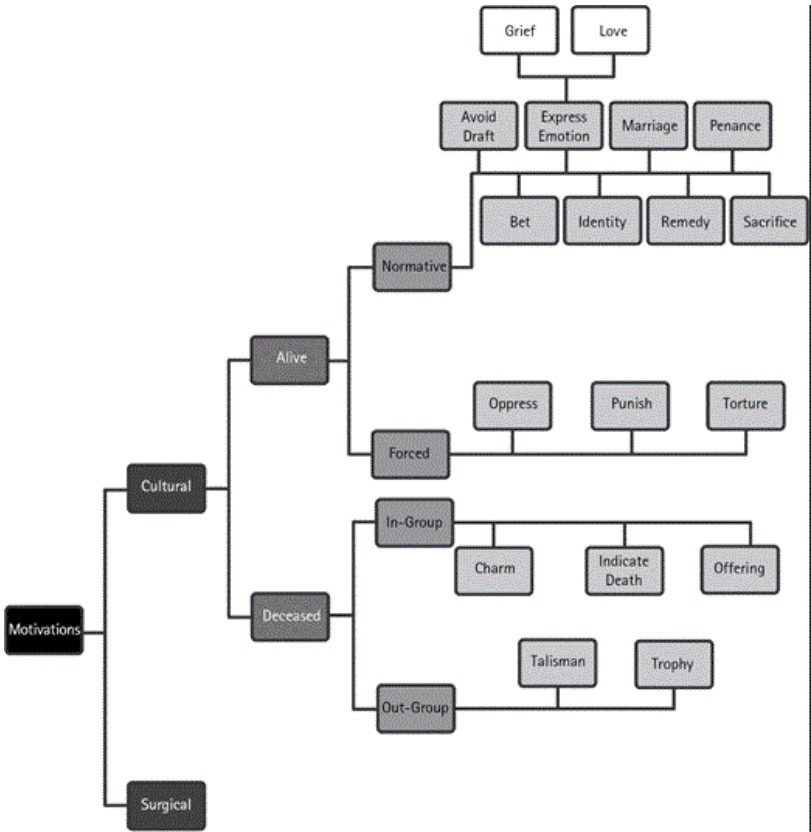 Grief
Love
Avoid
Draft
Express
Emotion
Marriage
Penance
Bet
Identity
Remedy
Sacrifice
Normative
Alive
Oppress
Punish
Torture
Forced
Cultural
In-Group
Charm
Indicate
Death
Offering
Deceased
Motivations
Talisman
Trophy
Out-Group
Surgical